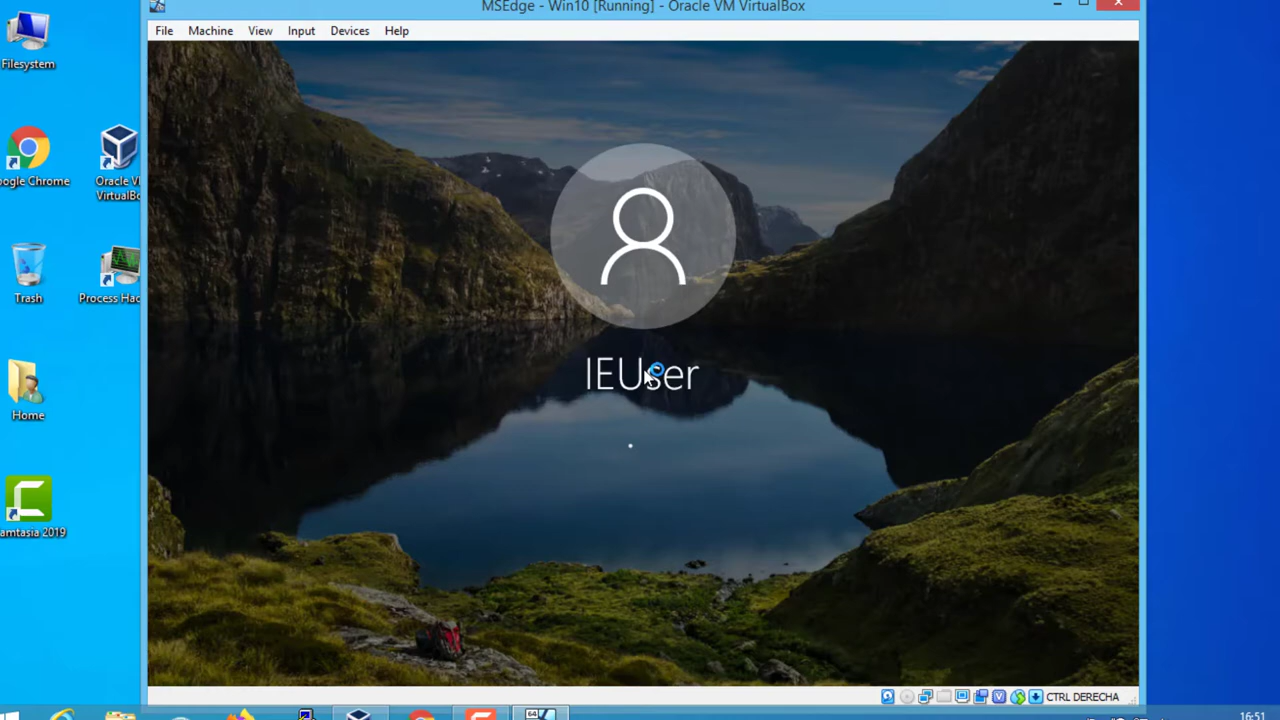 MSEdge - Win10 [Running] - Oracle VM VirtualBox
File Machine View Input Devices Help
Filesystem
oogle Chrome
Oracle VM
VirtualBo
Trash
Process Hac
Home
amtasia 2019
IEUser
64
CTRL DERECHA
16:51